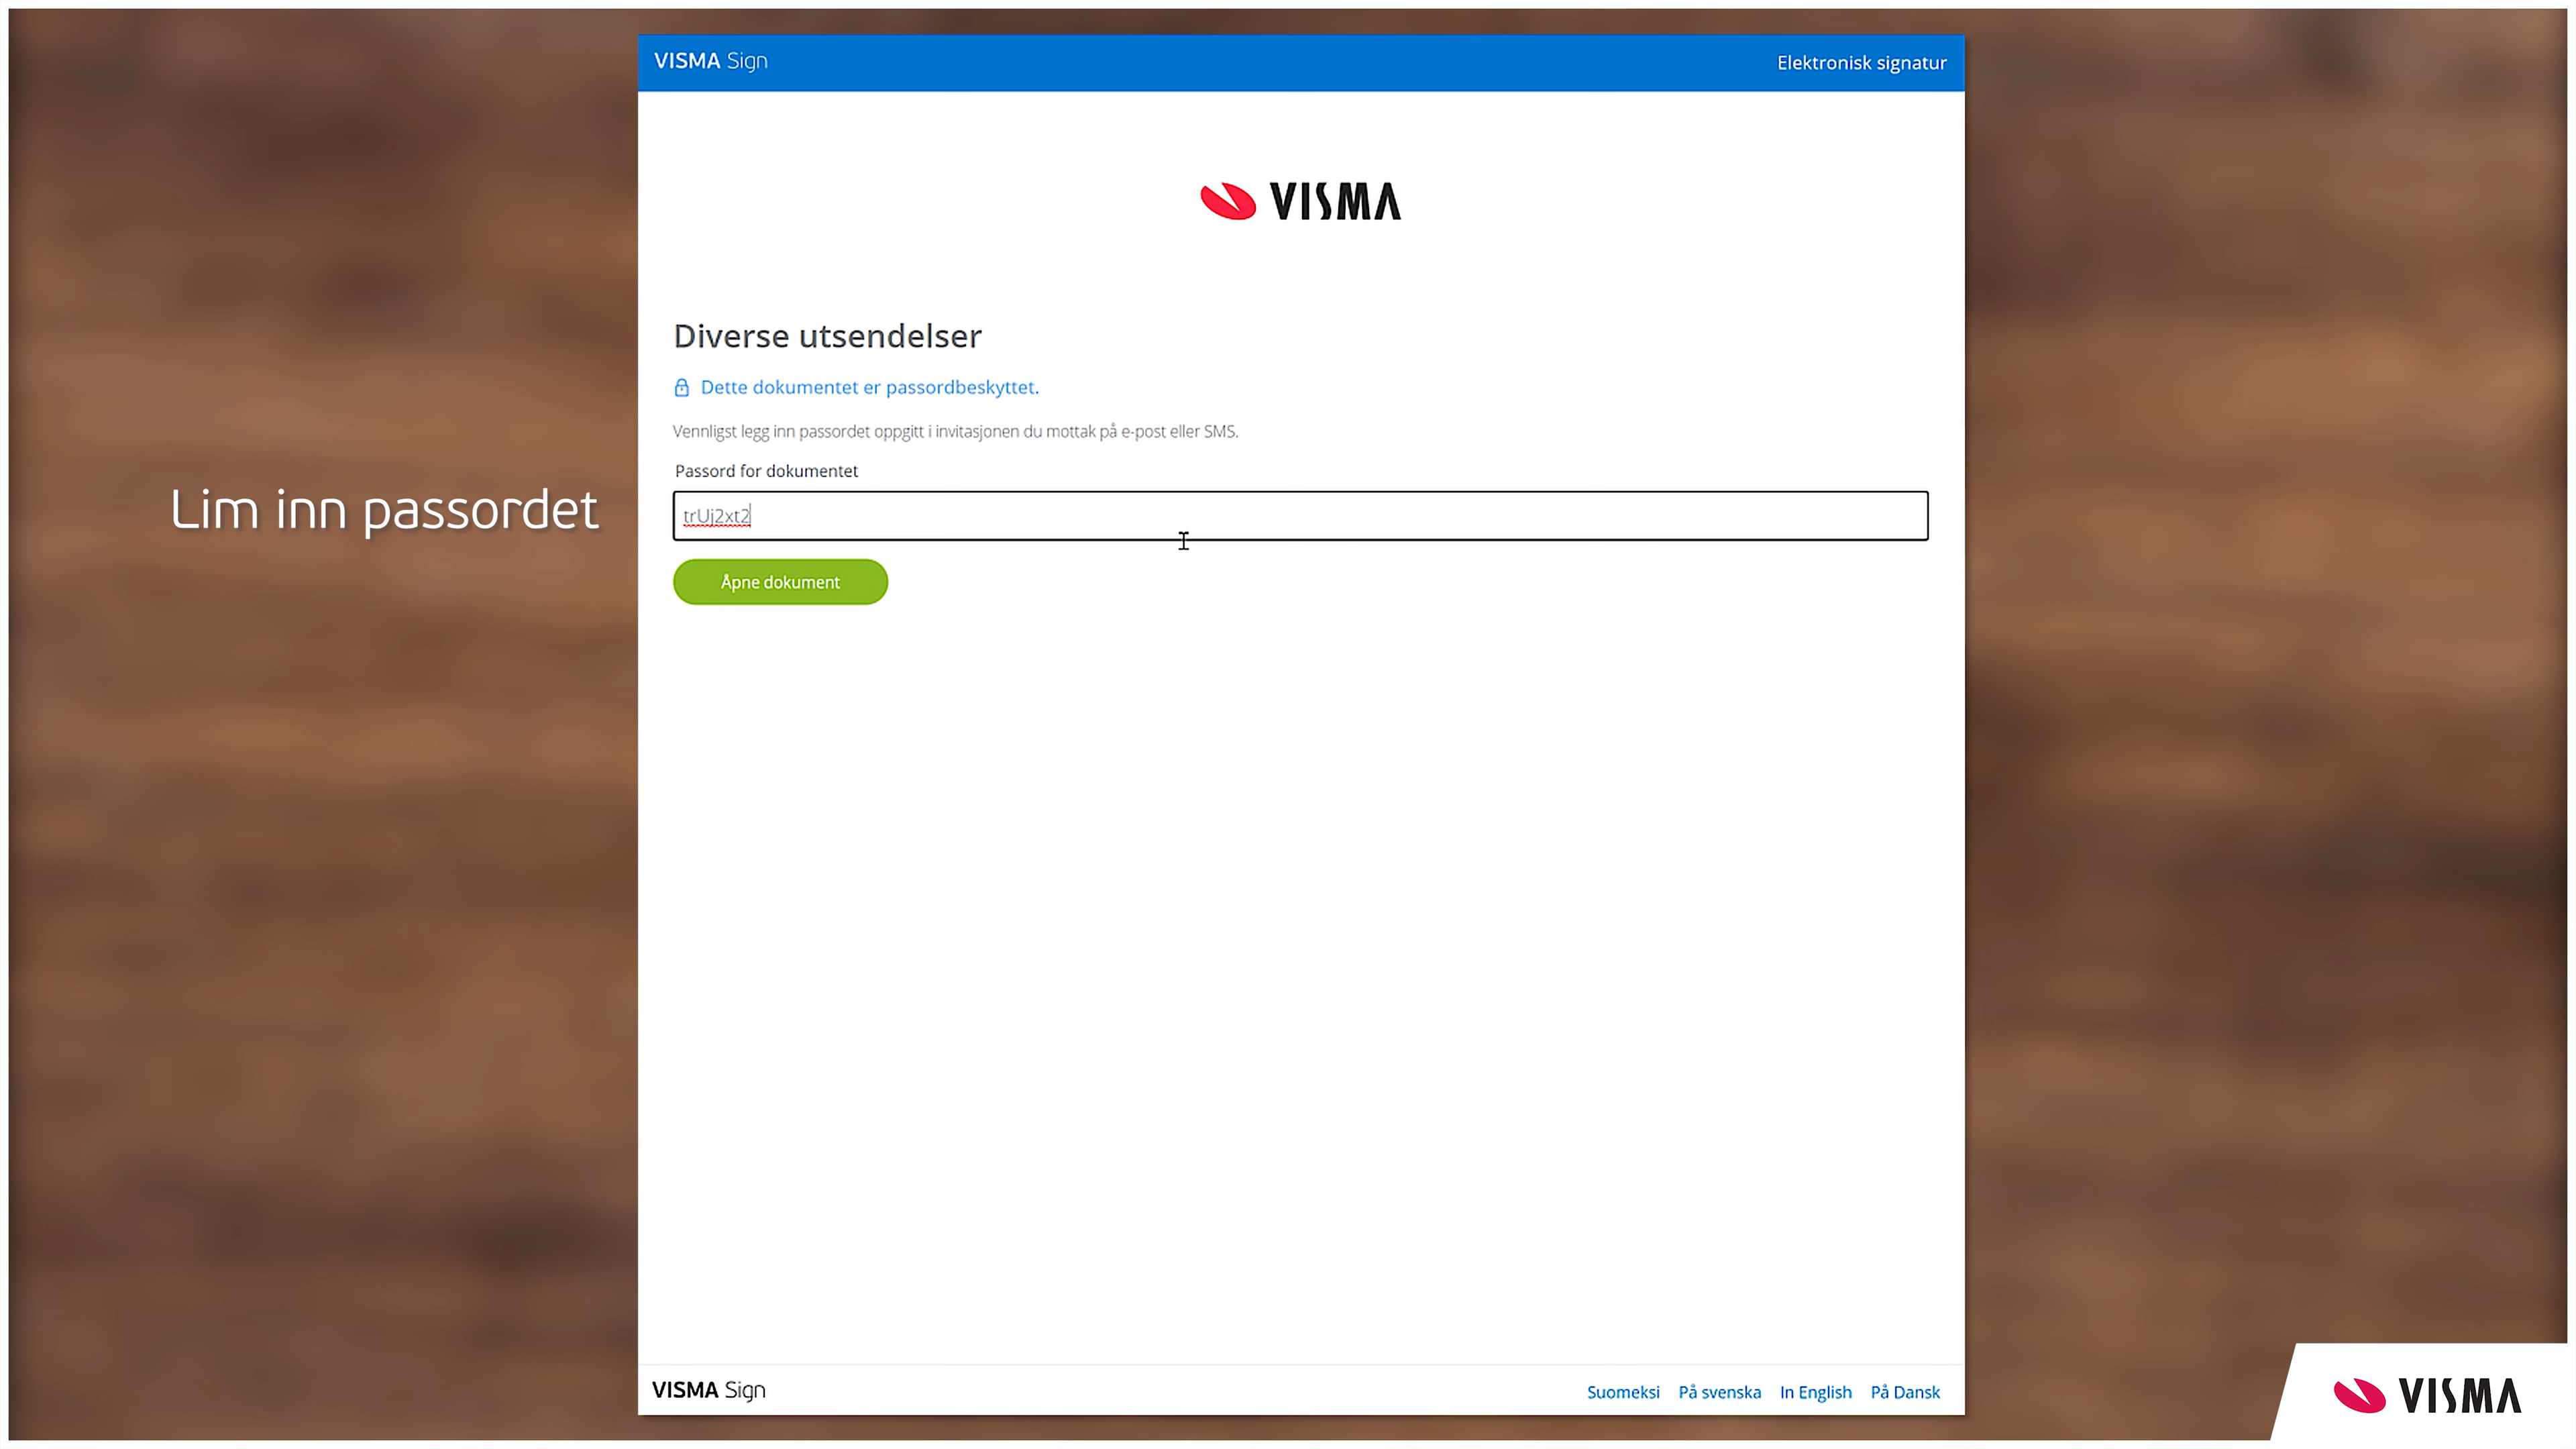 VISMA Sign
Elektronisk signatur
VISMA
Diverse utsendelser
Dette dokumentet er passordbeskyttet.
Vennligst legg inn passordet oppgitt i invitasjonen du mottak på e-post eller SMS.
Passord for dokumentet
Lim inn passordet
trUj2xt2
Åpne dokument
VISMA Sign
Suomeksi På svenska In English På Dansk
VISMA